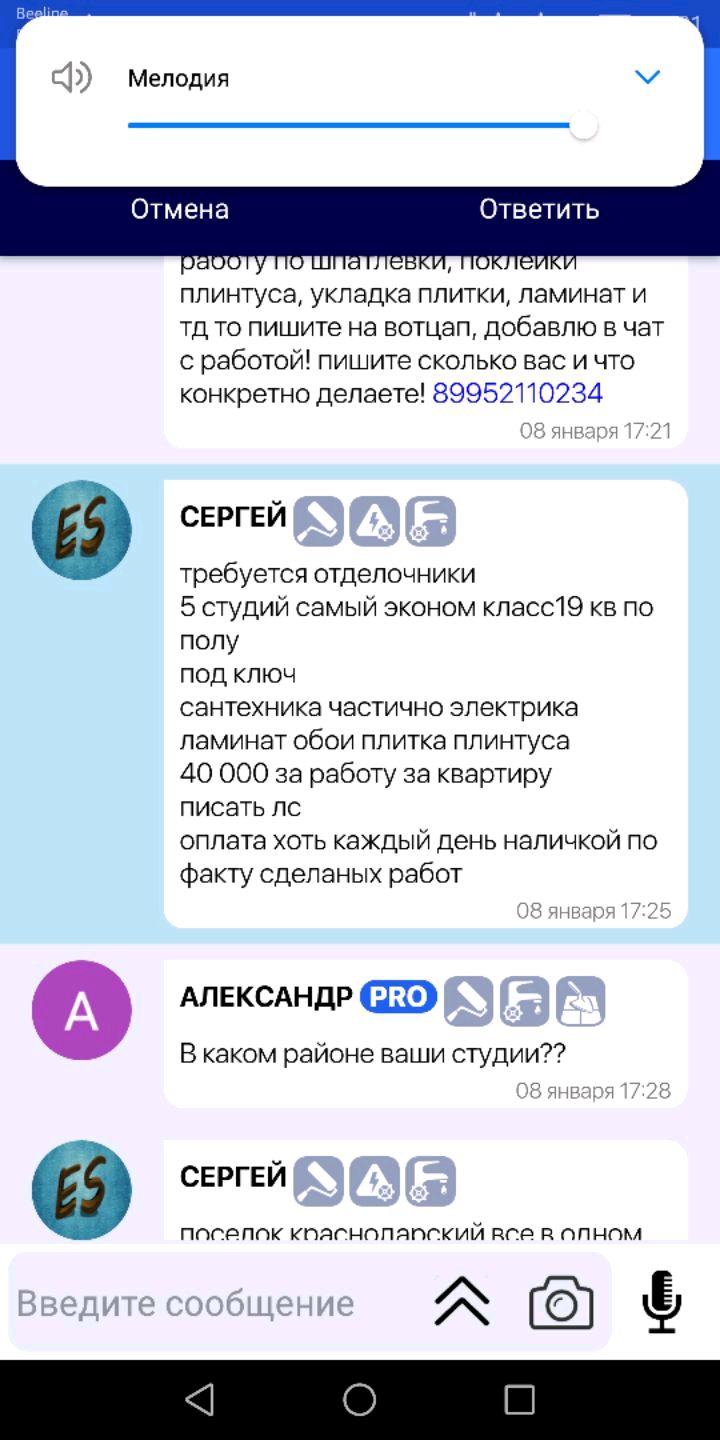 Beeline
Мелодия
Отмена
Ответить
работу по шпатлевки, поклейки
плинтуса, укладка плитки, ламинат и
тд то пишите на вотцап, добавлю в чат
с работой! пишите сколько вас и что
конкретно делаете! 89952110234
08 января 17:21
ES
СЕРГЕЙ
требуется отделочники
5 студий самый эконом класс19 кв по
полу
под ключ
сантехника частично электрика
ламинат обои плитка плинтуса
40 000 за работу за квартиру
писать лс
оплата хоть каждый день наличкой по
факту сделаных работ
08 января 17:25
А
АЛЕКСАНДР PRO
В каком районе ваши студии??
08 января 17:28
ES
СЕРГЕЙ
поселок краснодарский все в одном
Введите сообщение